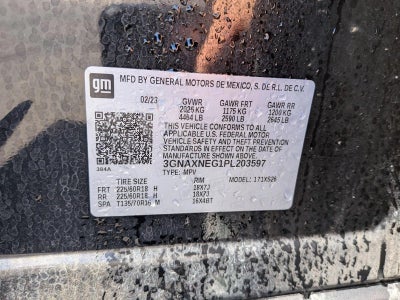 gm
MFD BY GENERAL MOTORS DE MEXICO, S. DE R.L. DE C.V.
02/23 GVWR GAWR FRT GAWR RR
2025 KG 1175 KG 1200 KG
4464 LB 2590 LB 2645 LB
THIS VEHICLE CONFORMS TO ALL
APPLICABLE U.S. FEDERAL MOTOR
VEHICLE SAFETY AND THEFT PREVENTION
STANDARDS IN EFFECT ON THE DATE OF
MANUFACTURE SHOWN ABOVE.
3GNAXNEG1PL203597
TYPE: MPV MODEL: 1XY26
TIRE SIZE RIM
FRT 225/60R18 H 18X7J
RR 225/60R18 H 18X7J
SPA T135/70R16 M 16X4BT